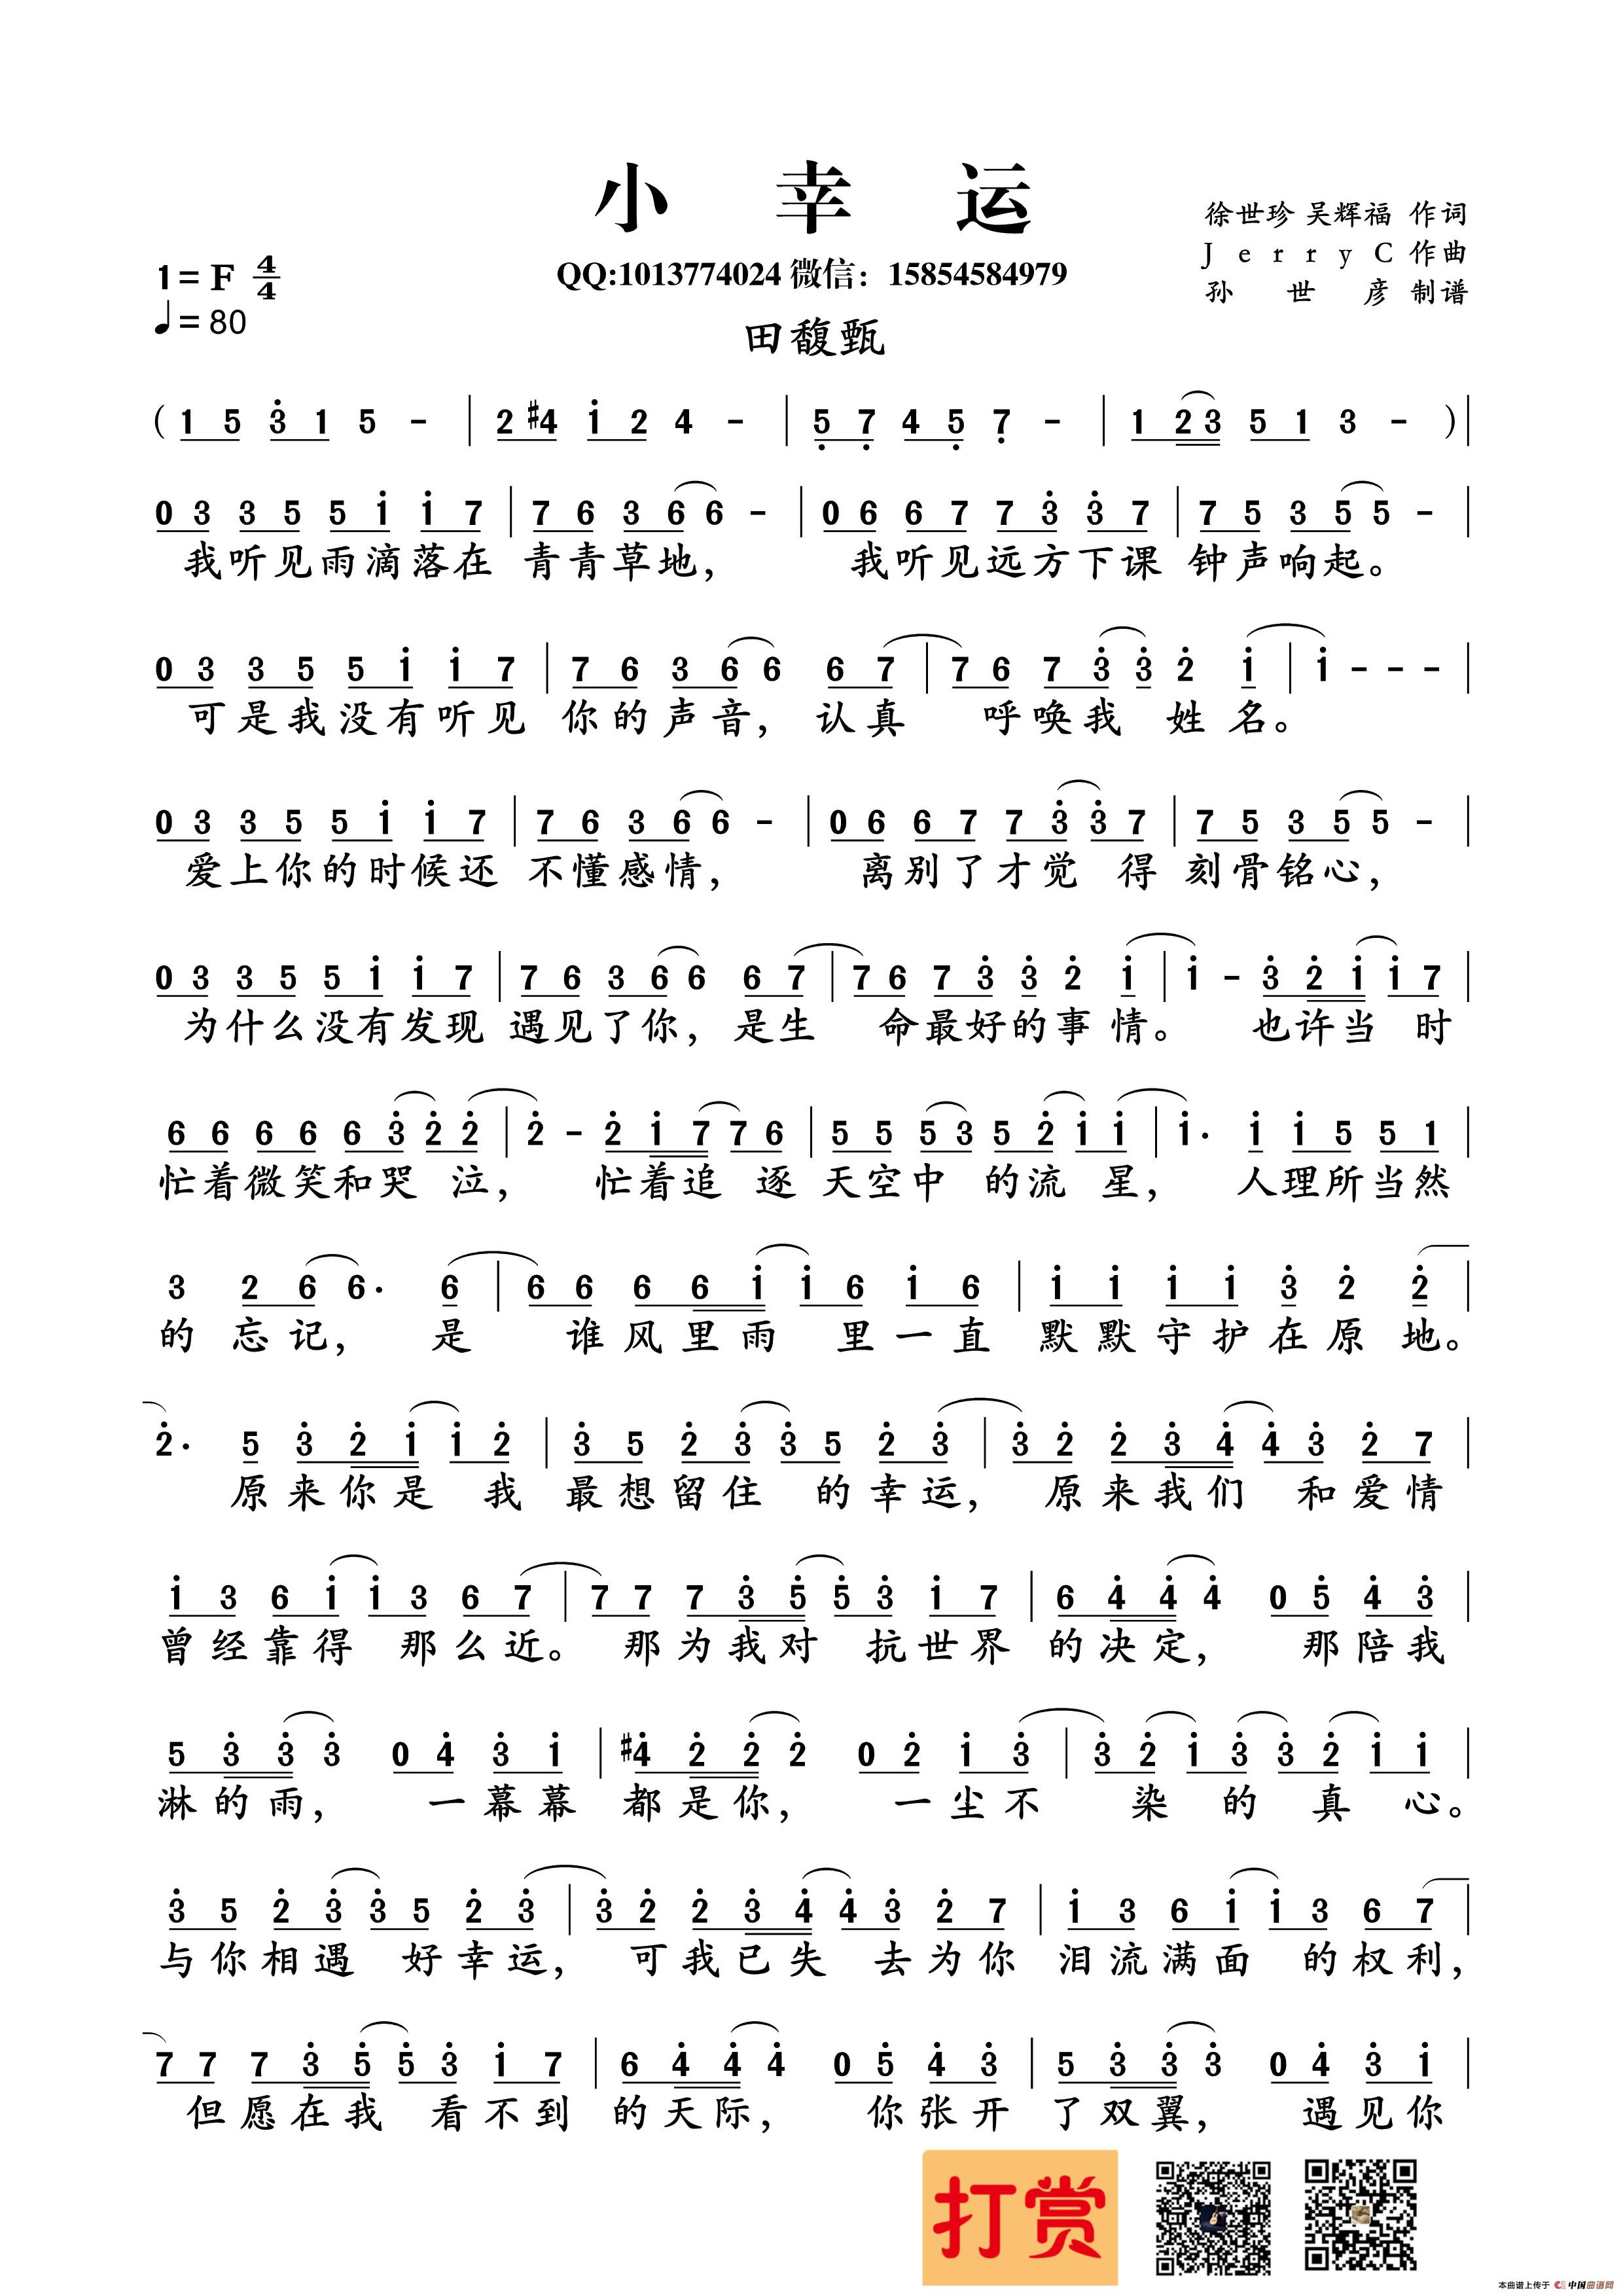 小幸运
徐世珍 吴辉福 作词
JerryC 作曲
孙世彦 制谱
1=F 4/4
♩=80
QQ:1013774024 微信：15854584979
田馥甄
( 1 5 3̇ 1 5 - | 2 #4 1̇ 2 4 - | 5̣ 7̣ 4 5̣ 7̣ - | 1 2 3 5 1 3 - ) |
0 3 3 5 5 1̇ 1̇ 7 | 7 6 3 6 6 - | 0 6 6 7 7 3̇ 3̇ 7 | 7 5 3 5 5 - |
我听见雨滴落在 青青草地， 我听见远方下课 钟声响起。
0 3 3 5 5 1̇ 1̇ 7 | 7 6 3 6 6 6 7 | 7 6 7 3̇ 3̇ 2̇ 1̇ | 1̇ - - - |
可是我没有听见 你的声音， 认真 呼唤我 姓名。
0 3 3 5 5 1̇ 1̇ 7 | 7 6 3 6 6 - | 0 6 6 7 7 3̇ 3̇ 7 | 7 5 3 5 5 - |
爱上你的时候还 不懂感情， 离别了才觉 得 刻骨铭心，
0 3 3 5 5 1̇ 1̇ 7 | 7 6 3 6 6 6 7 | 7 6 7 3̇ 3̇ 2̇ 1̇ | 1̇ - 3̇ 2̇ 1̇ 1̇ 7 |
为什么没有发现 遇见了你， 是生 命最好的事情。 也许当 时
6 6 6 6 6 3̇ 2̇ 2̇ | 2̇ - 2̇ 1̇ 7 7 6 | 5 5 5 3 5 2̇ 1̇ 1̇ | 1̇. 1̇ 1̇ 5 5 1 |
忙着微笑和哭 泣， 忙着追 逐 天空中 的流 星， 人理所当然
3 2 6 6. 6 | 6 6 6 6 1̇ 1̇ 6 1̇ 6 | 1̇ 1̇ 1̇ 1̇ 3̇ 2̇ 2̇ |
的 忘记， 是 谁风里雨 里一直 默默守护在原 地。
2̇. 5 3̇ 2̇ 1̇ 1̇ 2̇ | 3̇ 5 2̇ 3̇ 3̇ 5 2̇ 3̇ | 3̇ 2̇ 2̇ 3̇ 4̇ 4̇ 3̇ 2̇ 7 |
原来你是 我 最想留住 的幸运， 原来我们 和爱情
1̇ 3 6 1̇ 1̇ 3 6 7 | 7 7 7 3̇ 5̇ 5̇ 3̇ 1̇ 7 | 6 4̇ 4̇ 4̇ 0 5̇ 4̇ 3̇ |
曾经靠得 那么近。 那为我对 抗世界 的决定， 那陪我
5 3̇ 3̇ 3̇ 0 4̇ 3̇ 1̇ | #4̇ 2̇ 2̇ 2̇ 0 2̇ 1̇ 3̇ | 3̇ 2̇ 1̇ 3̇ 3̇ 2̇ 1̇ 1̇ |
淋的雨， 一幕幕 都是你， 一尘不 染 的 真 心。
3̇ 5 2̇ 3̇ 3̇ 5 2̇ 3̇ | 3̇ 2̇ 2̇ 3̇ 4̇ 4̇ 3̇ 2̇ 7 | 1̇ 3 6 1̇ 1̇ 3 6 7 |
与你相遇 好幸运， 可我已失 去为你 泪流满面 的权利，
7 7 7 3̇ 5̇ 5̇ 3̇ 1̇ 7 | 6 4̇ 4̇ 4̇ 0 5̇ 4̇ 3̇ | 5 3̇ 3̇ 3̇ 0 4̇ 3̇ 1̇ |
但愿在我 看不到 的天际， 你张开 了双翼， 遇见你
打赏
本曲谱上传于 中国曲谱网